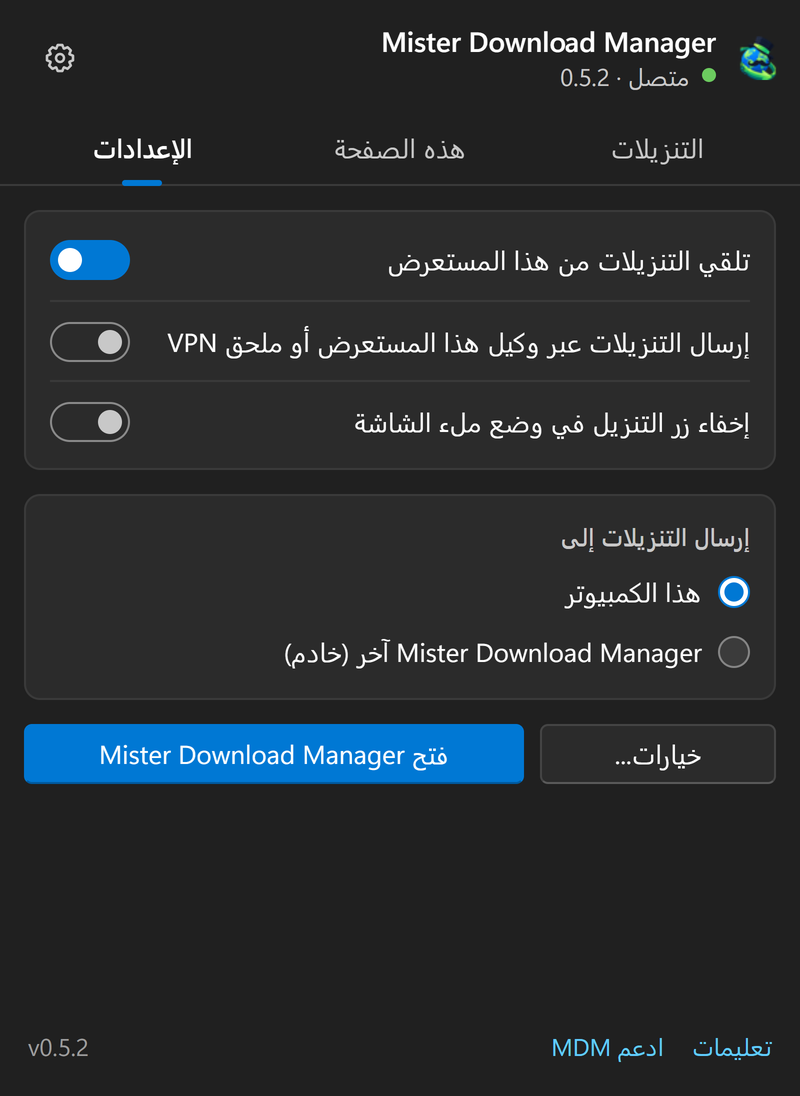 Mister Download Manager
متصل · 0.5.2
التنزيلات
هذه الصفحة
الإعدادات
تلقي التنزيلات من هذا المستعرض
إرسال التنزيلات عبر وكيل هذا المستعرض أو ملحق VPN
إخفاء زر التنزيل في وضع ملء الشاشة
إرسال التنزيلات إلى
هذا الكمبيوتر
Mister Download Manager آخر (خادم)
خيارات...
فتح Mister Download Manager
تعليمات
ادعم MDM
v0.5.2